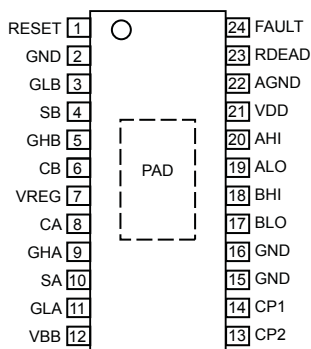 RESET 1 24 FAULT
GND 2 23 RDEAD
GLB 3 22 AGND
SB 4 21 VDD
GHB 5 20 AHI
CB 6 PAD 19 ALO
VREG 7 18 BHI
CA 8 17 BLO
GHA 9 16 GND
SA 10 15 GND
GLA 11 14 CP1
VBB 12 13 CP2